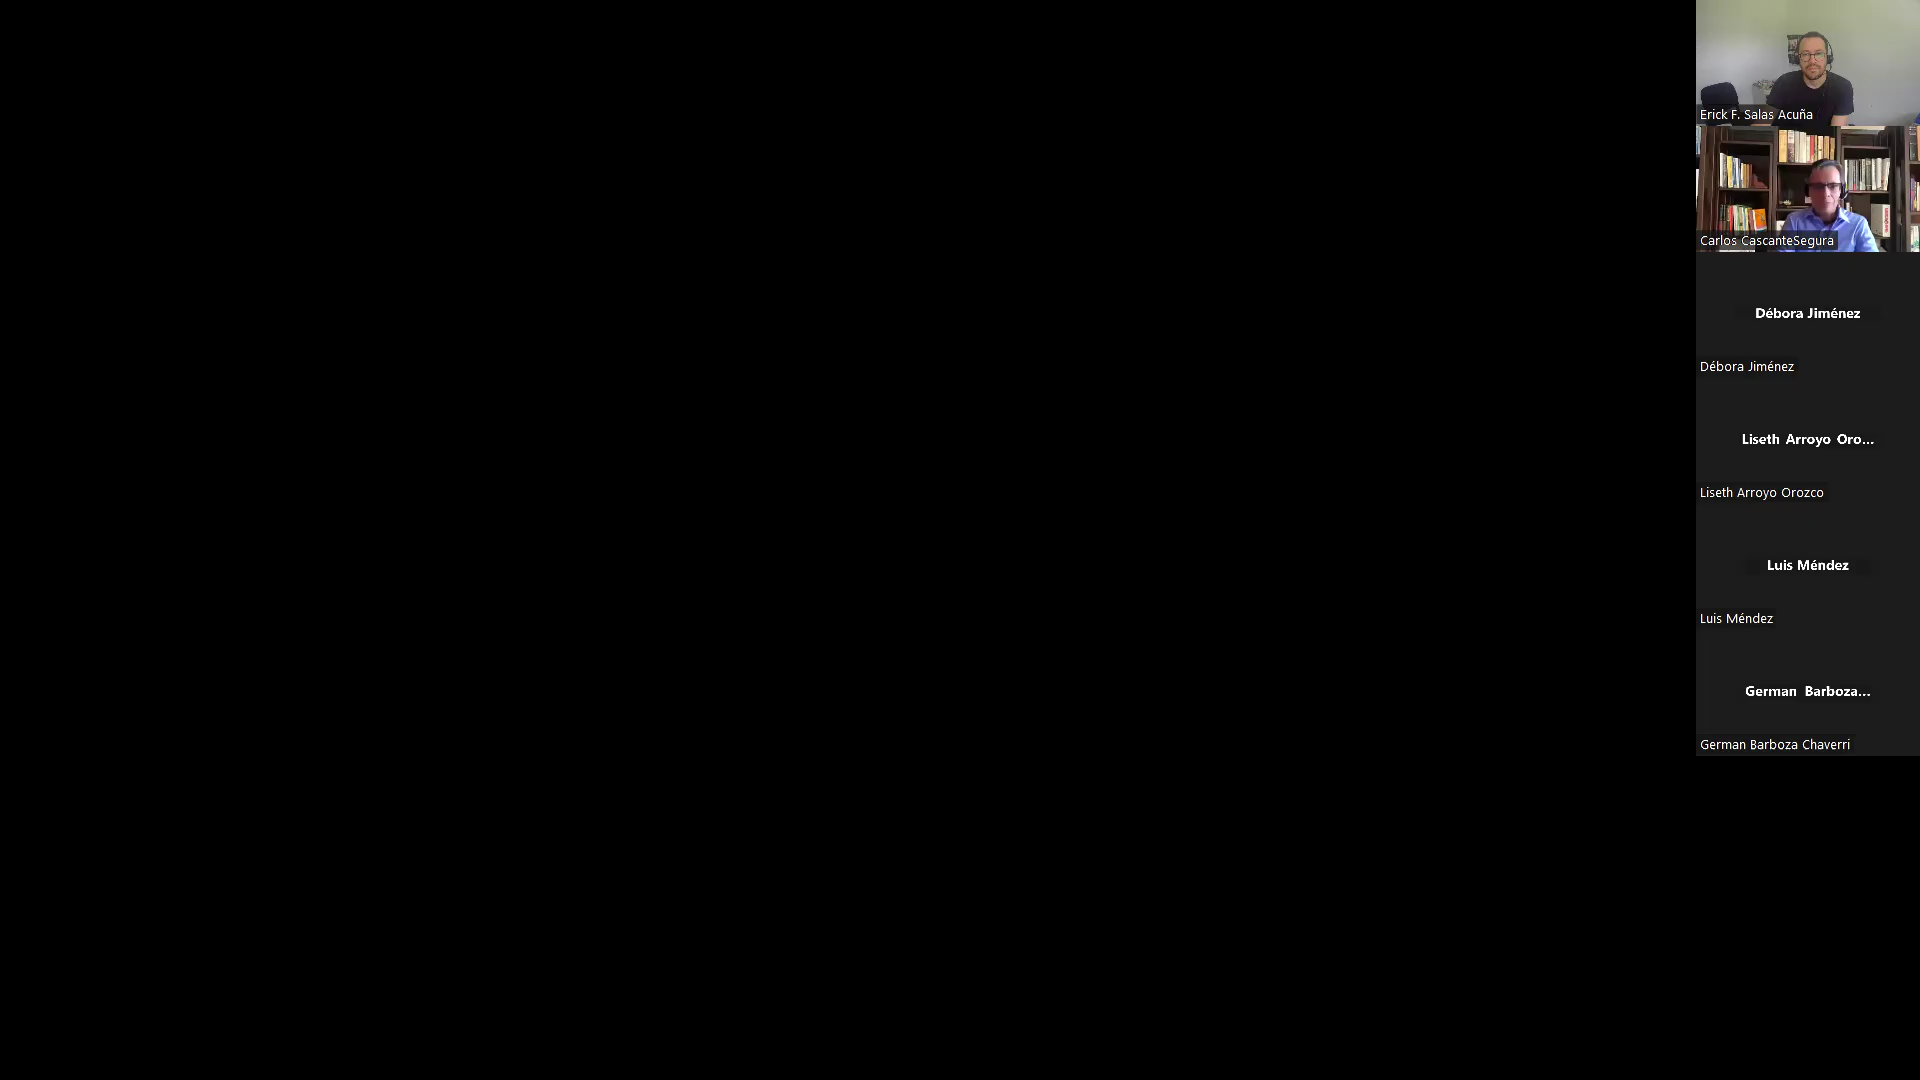 Erick F. Salas Acuña
Carlos CascanteSegura
Débora Jiménez
Débora Jiménez
Liseth Arroyo Oro...
Liseth Arroyo Orozco
Luis Méndez
Luis Méndez
German Barboza...
German Barboza Chaverri